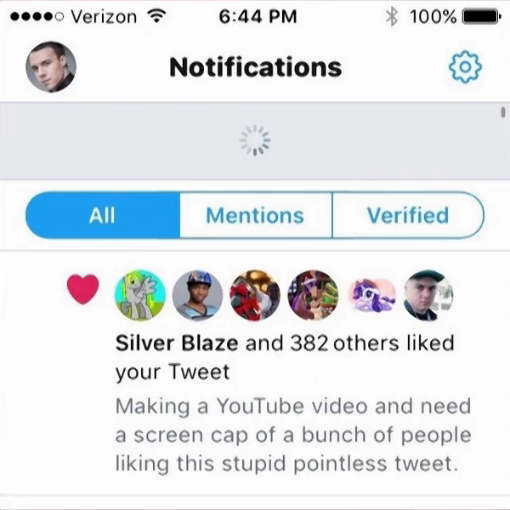 Verizon 6:44 PM 100%
Notifications
All Mentions Verified
Silver Blaze and 382 others liked
your Tweet
Making a YouTube video and need
a screen cap of a bunch of people
liking this stupid pointless tweet.